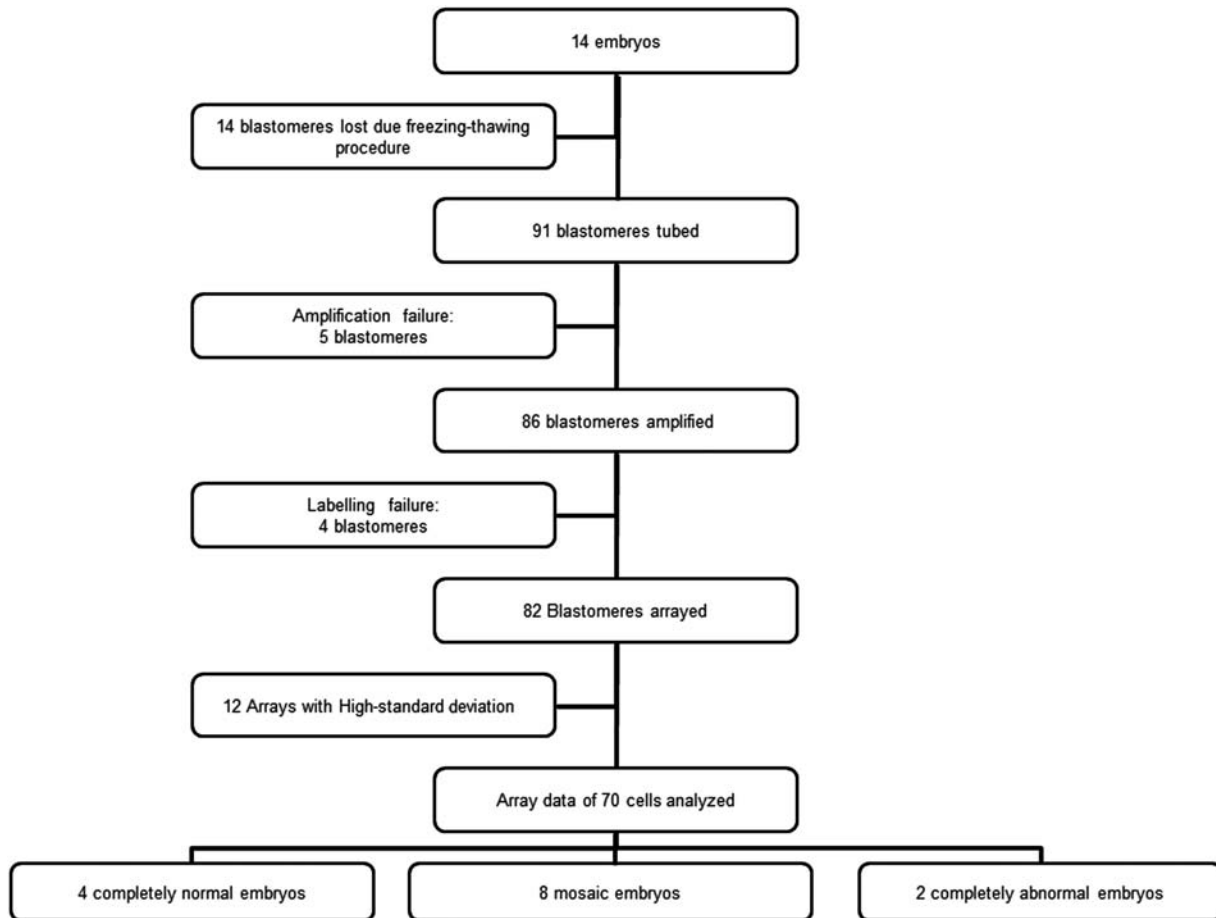 14 embryos
14 blastomeres lost due freezing-thawing
procedure
91 blastomeres tubed
Amplification failure:
5 blastomeres
86 blastomeres amplified
Labelling failure:
4 blastomeres
82 Blastomeres arrayed
12 Arrays with High-standard deviation
Array data of 70 cells analyzed
4 completely normal embryos
8 mosaic embryos
2 completely abnormal embryos